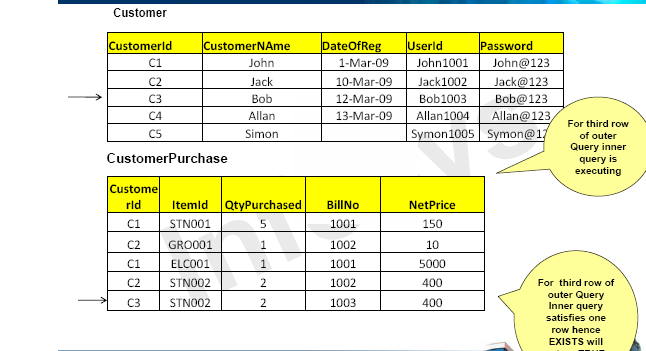 Customer
CustomerId CustomerNAme DateOfReg UserId Password
C1 John 1-Mar-09 John1001 John@123
C2 Jack 10-Mar-09 Jack1002 Jack@123
C3 Bob 12-Mar-09 Bob1003 Bob@123
C4 Allan 13-Mar-09 Allan1004 Allan@123
C5 Simon Symon1005 Symon@12
For third row
of outer
Query inner
query is
executing
CustomerPurchase
Custome
rId ItemId QtyPurchased BillNo NetPrice
C1 STN001 5 1001 150
C2 GRO001 1 1002 10
C1 ELC001 1 1001 5000
C2 STN002 2 1002 400
C3 STN002 2 1003 400
For third row of
outer Query
Inner query
satisfies one
row hence
EXISTS will